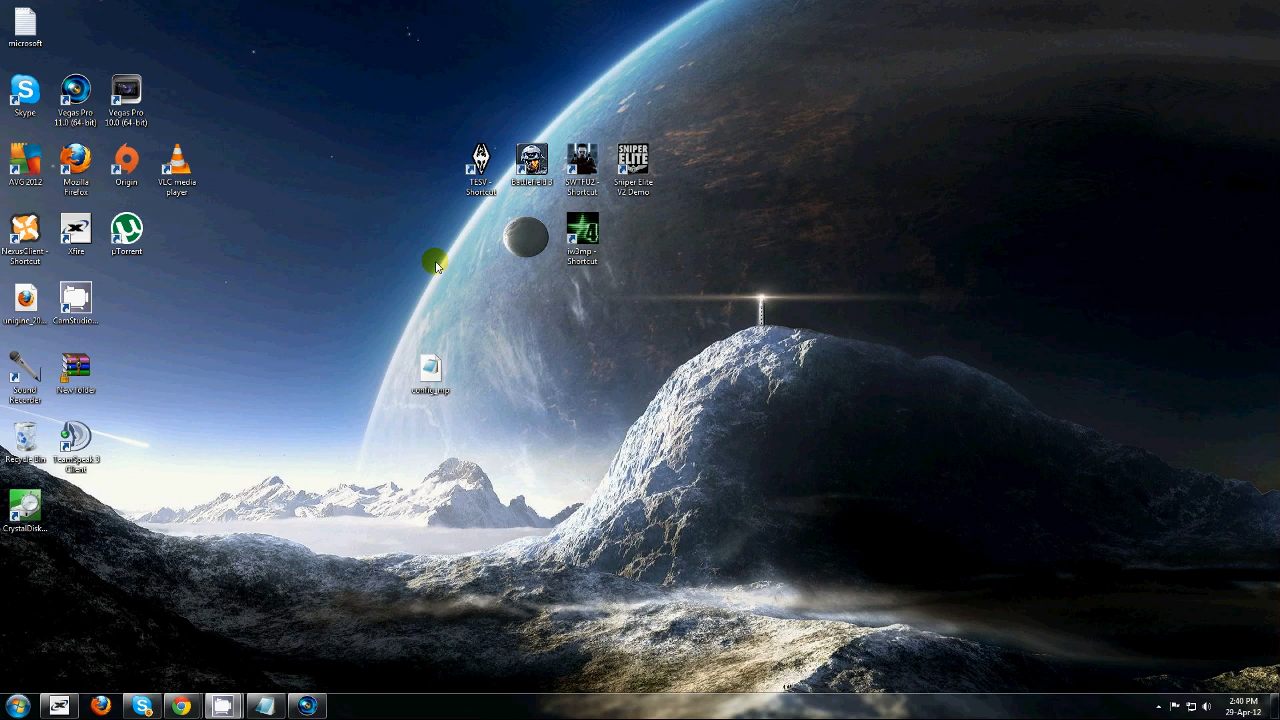 microsoft
Skype
Vegas Pro
11.0 (64-bit)
Vegas Pro
10.0 (64-bit)
AVG 2012
Mozilla
Firefox
Origin
VLC media
player
TESV -
Shortcut
Battlefield 3
SWTFU2 -
Shortcut
SNIPER
ELITE
Sniper Elite
V2 Demo
NexusClient -
Shortcut
Xfire
µTorrent
4
iw3mp -
Shortcut
unigine_20...
CamStudio...
Sound
Recorder
New folder
config_mp
Recycle Bin
TeamSpeak 3
Client
CrystalDisk...
2:40 PM
29-Apr-12